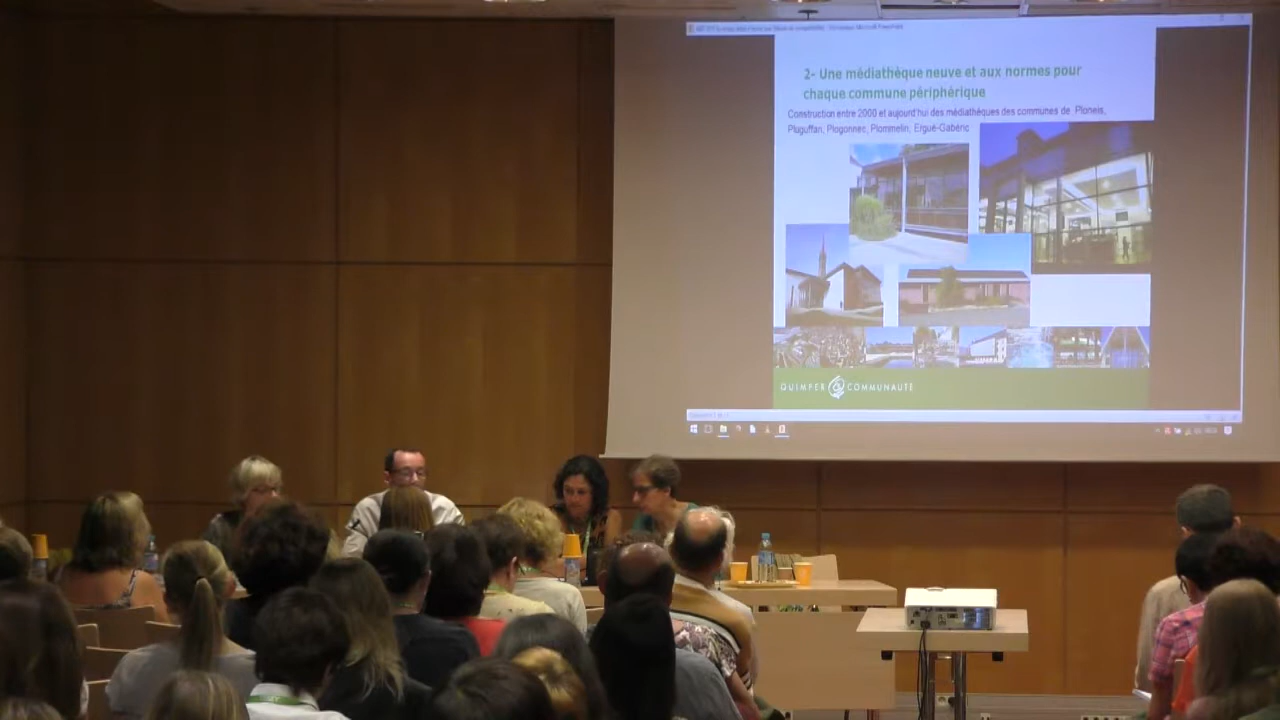 2- Une médiathèque neuve et aux normes pour
chaque commune périphérique
Construction entre 2000 et aujourd'hui des médiathèques des communes de Ploneis,
Pluguffan, Plogonnec, Plommelin, Ergué-Gabéric
QUIMPER COMMUNAUTÉ